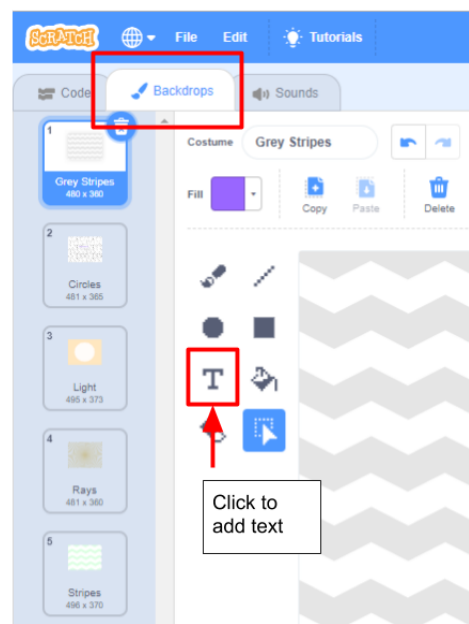 SCRATCH File Edit Tutorials
Code Backdrops Sounds
1
Grey Stripes
480 x 360
2
Circles
481 x 365
3
Light
495 x 373
4
Rays
481 x 360
5
Stripes
496 x 370
Costume Grey Stripes
Fill Copy Paste Delete
T
Click to
add text